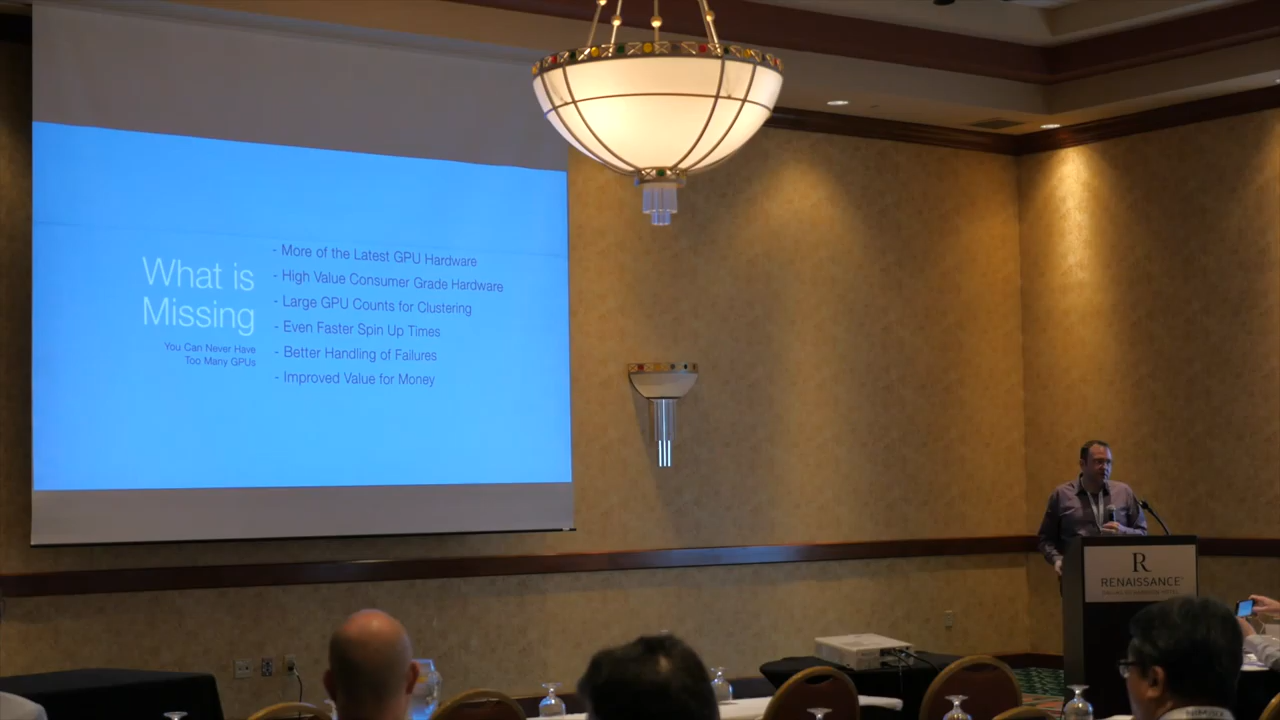 What is
Missing
You Can Never Have
Too Many GPUs
- More of the Latest GPU Hardware
- High Value Consumer Grade Hardware
- Large GPU Counts for Clustering
- Even Faster Spin Up Times
- Better Handling of Failures
- Improved Value for Money
R
RENAISSANCE